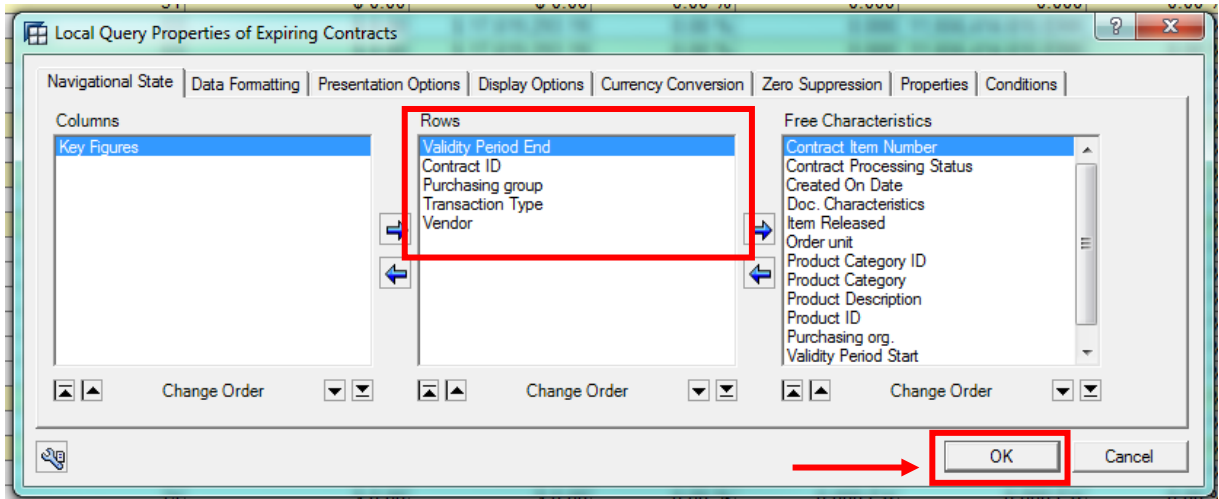 Local Query Properties of Expiring Contracts
?
Navigational State
Data Formatting
Presentation Options
Display Options
Currency Conversion
Zero Suppression
Properties
Conditions
Columns
Key Figures
Change Order
Rows
Validity Period End
Contract ID
Purchasing group
Transaction Type
Vendor
Change Order
Free Characteristics
Contract Item Number
Contract Processing Status
Created On Date
Doc. Characteristics
Item Released
Order unit
Product Category ID
Product Category
Product Description
Product ID
Purchasing org.
Validity Period Start
Change Order
OK
Cancel